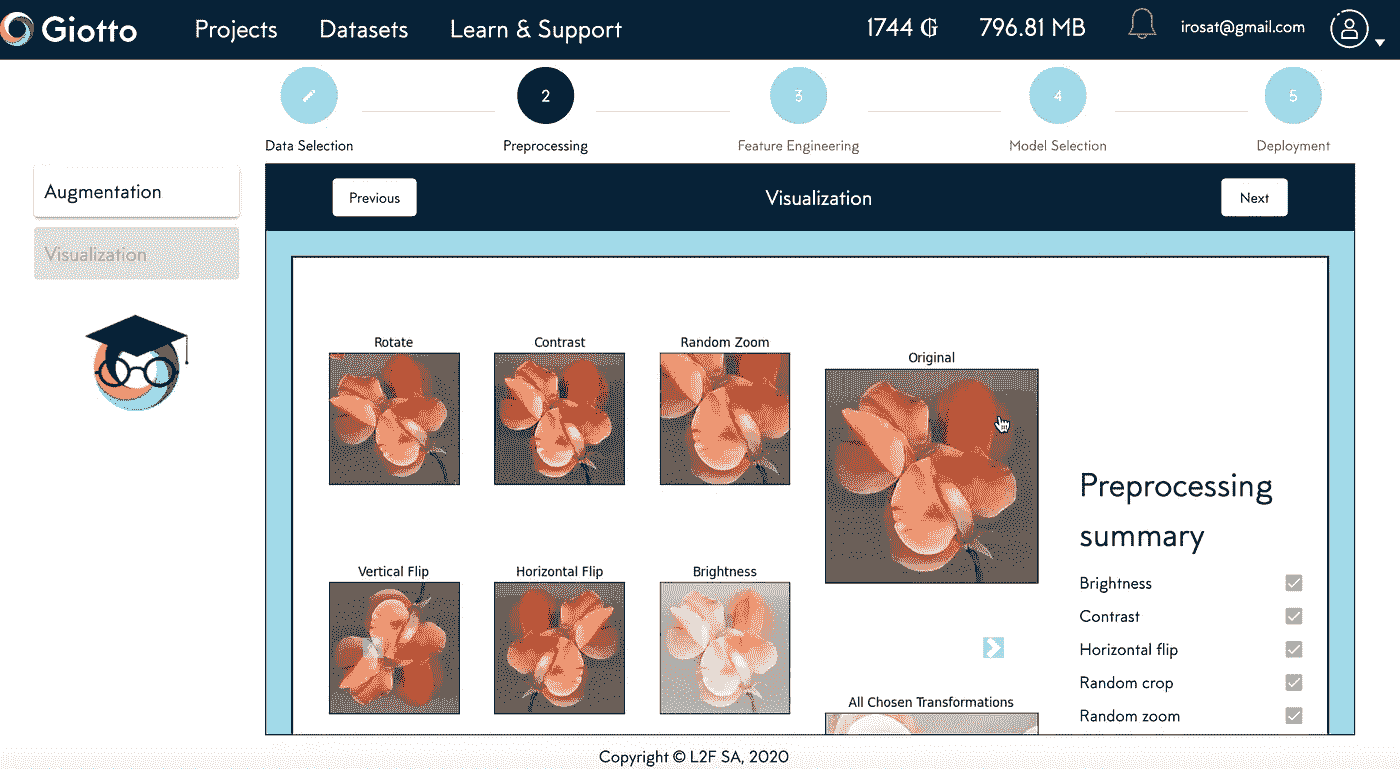 Giotto
Projects
Datasets
Learn & Support
1744 G
796.81 MB
irosat@gmail.com
2
3
4
5
Data Selection
Preprocessing
Feature Engineering
Model Selection
Deployment
Augmentation
Visualization
Previous
Visualization
Next
Rotate
Contrast
Random Zoom
Original
Vertical Flip
Horizontal Flip
Brightness
All Chosen Transformations
Preprocessing
summary
Brightness
Contrast
Horizontal flip
Random crop
Random zoom
Copyright © L2F SA, 2020